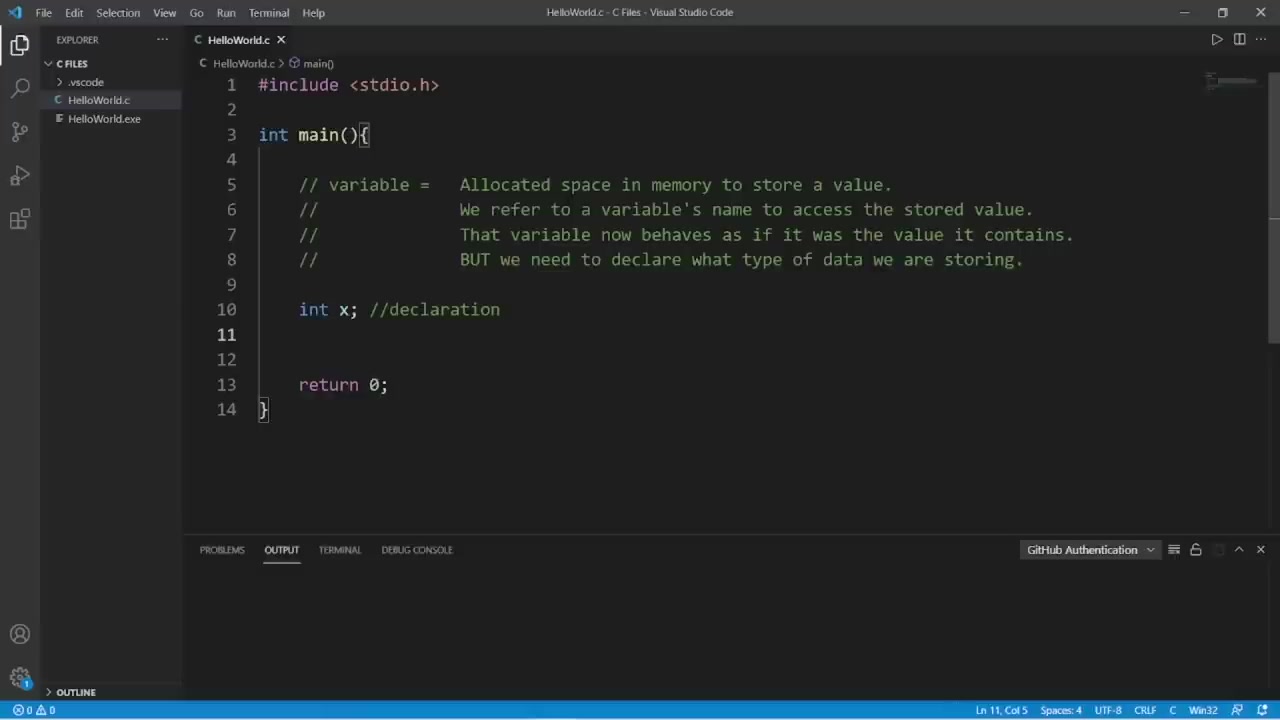 File Edit Selection View Go Run Terminal Help
HelloWorld.c - C Files - Visual Studio Code
EXPLORER
C FILES
.vscode
HelloWorld.c
HelloWorld.exe
OUTLINE
HelloWorld.c
HelloWorld.c > main()
1 #include <stdio.h>
2
3 int main(){
4
5 // variable = Allocated space in memory to store a value.
6 // We refer to a variable's name to access the stored value.
7 // That variable now behaves as if it was the value it contains.
8 // BUT we need to declare what type of data we are storing.
9
10 int x; //declaration
11
12
13 return 0;
14 }
PROBLEMS OUTPUT TERMINAL DEBUG CONSOLE
GitHub Authentication
1
0 0
Ln 11, Col 5 Spaces: 4 UTF-8 CRLF C Win32